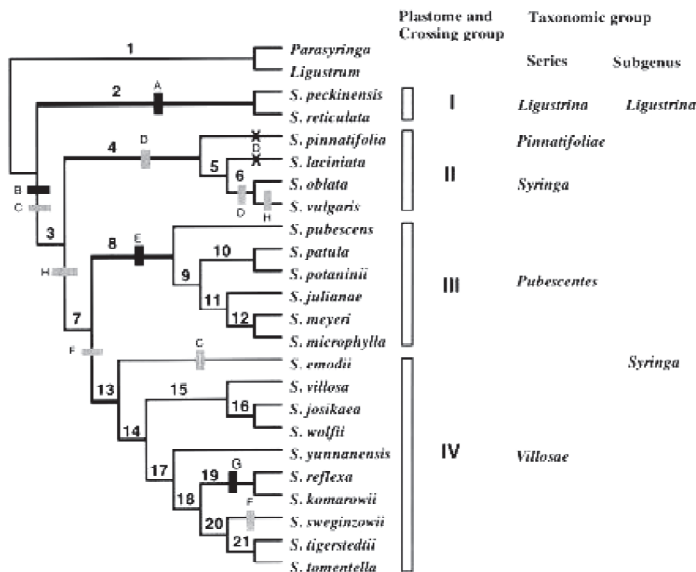 Plastome and Taxonomic group
Crossing group
Series Subgenus
1 Parasyringa
Ligustrum
2 A S. peckinensis
I Ligustrina Ligustrina
S. reticulata
4 D S. pinnatifolia Pinnatifoliae
D
5 S. laciniata
II
6 S. oblata Syringa
B D H S. vulgaris
C
3 8 E S. pubescens
10 S. patula
H 9 S. potaninii
III Pubescentes
11 S. julianae
7 12 S. meyeri
F S. microphylla
C S. emodii Syringa
13 15 S. villosa
16 S. josikaea
14 S. wolfii
IV Villosae
17 S. yunnanensis
19 G S. reflexa
18 S. komarowii
F
20 S. sweginzowii
21 S. tigerstedtii
S. tomentella